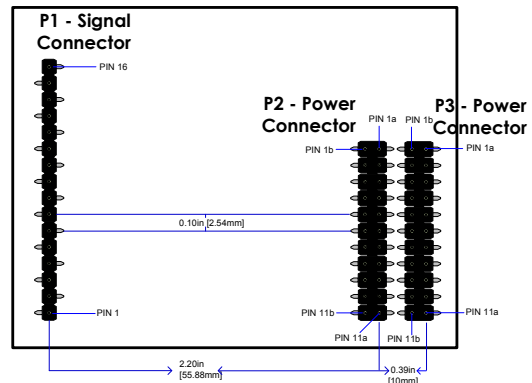 P1 - Signal
Connector
PIN 16
P2 - Power
Connector
P3 - Power
Connector
PIN 1a
PIN 1b
PIN 1b
PIN 1a
0.10in [2.54mm]
PIN 1
PIN 11b
PIN 11a
PIN 11a
PIN 11b
2.20in
[55.88mm]
0.39in
[10mm]